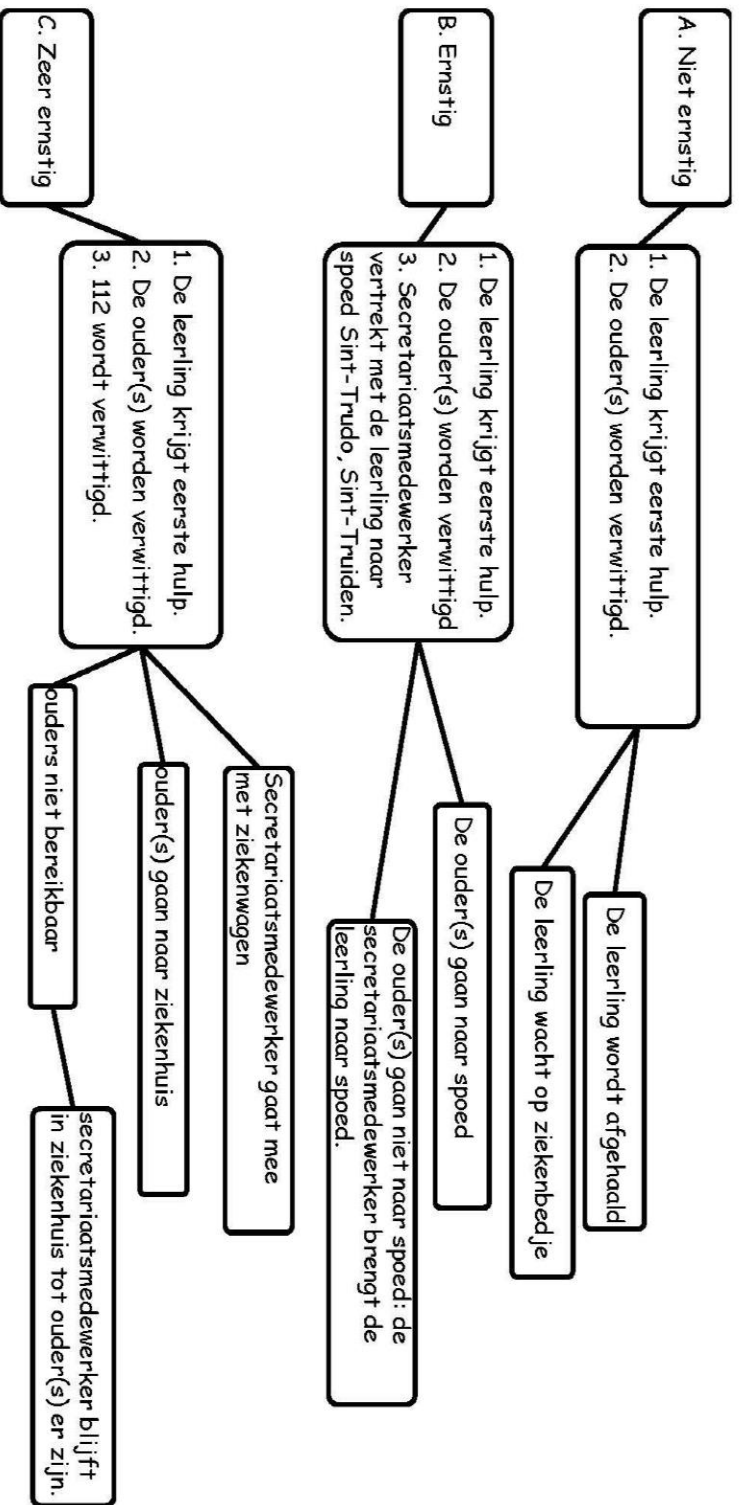 A. Niet ernstig
1. De leerling krijgt eerste hulp.
2. De ouder(s) worden verwittigd.
De leerling wordt afgehaald
De leerling wacht op ziekenbedje
B. Ernstig
1. De leerling krijgt eerste hulp.
2. De ouder(s) worden verwittigd
3. Secretariaatsmedewerker
vertrekt met de leerling naar
spoed Sint-Trudo, Sint-Truiden.
De ouder(s) gaan naar spoed
De ouder(s) gaan niet naar spoed: de
secretariaatsmedewerker brengt de
leerling naar spoed.
C. Zeer ernstig
1. De leerling krijgt eerste hulp.
2. De ouder(s) worden verwittigd.
3. 112 wordt verwittigd.
Secretariaatsmedewerker gaat mee
met ziekenwagen
ouder(s) gaan naar ziekenhuis
ouders niet bereikbaar
secretariaatsmedewerker blijft
in ziekenhuis tot ouder(s) er zijn.